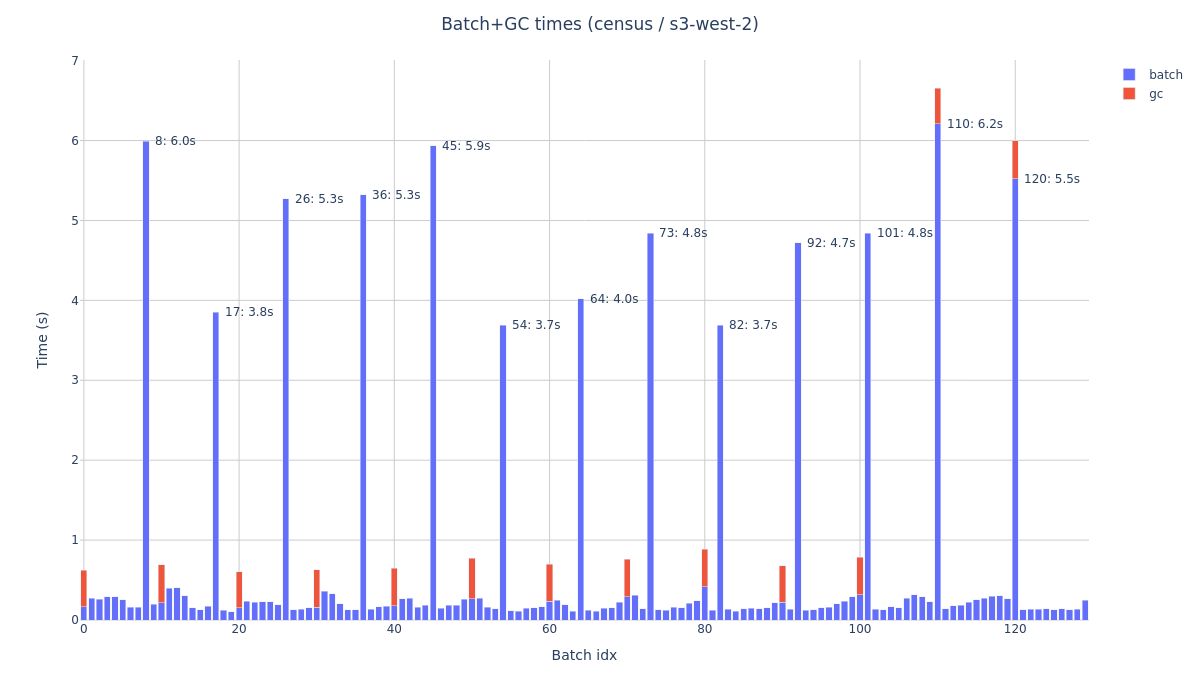 Batch+GC times (census / s3-west-2)
batch
gc
Time (s)
7
6
5
4
3
2
1
0
8: 6.0s
17: 3.8s
26: 5.3s
36: 5.3s
45: 5.9s
54: 3.7s
64: 4.0s
73: 4.8s
82: 3.7s
92: 4.7s
101: 4.8s
110: 6.2s
120: 5.5s
0 20 40 60 80 100 120
Batch idx